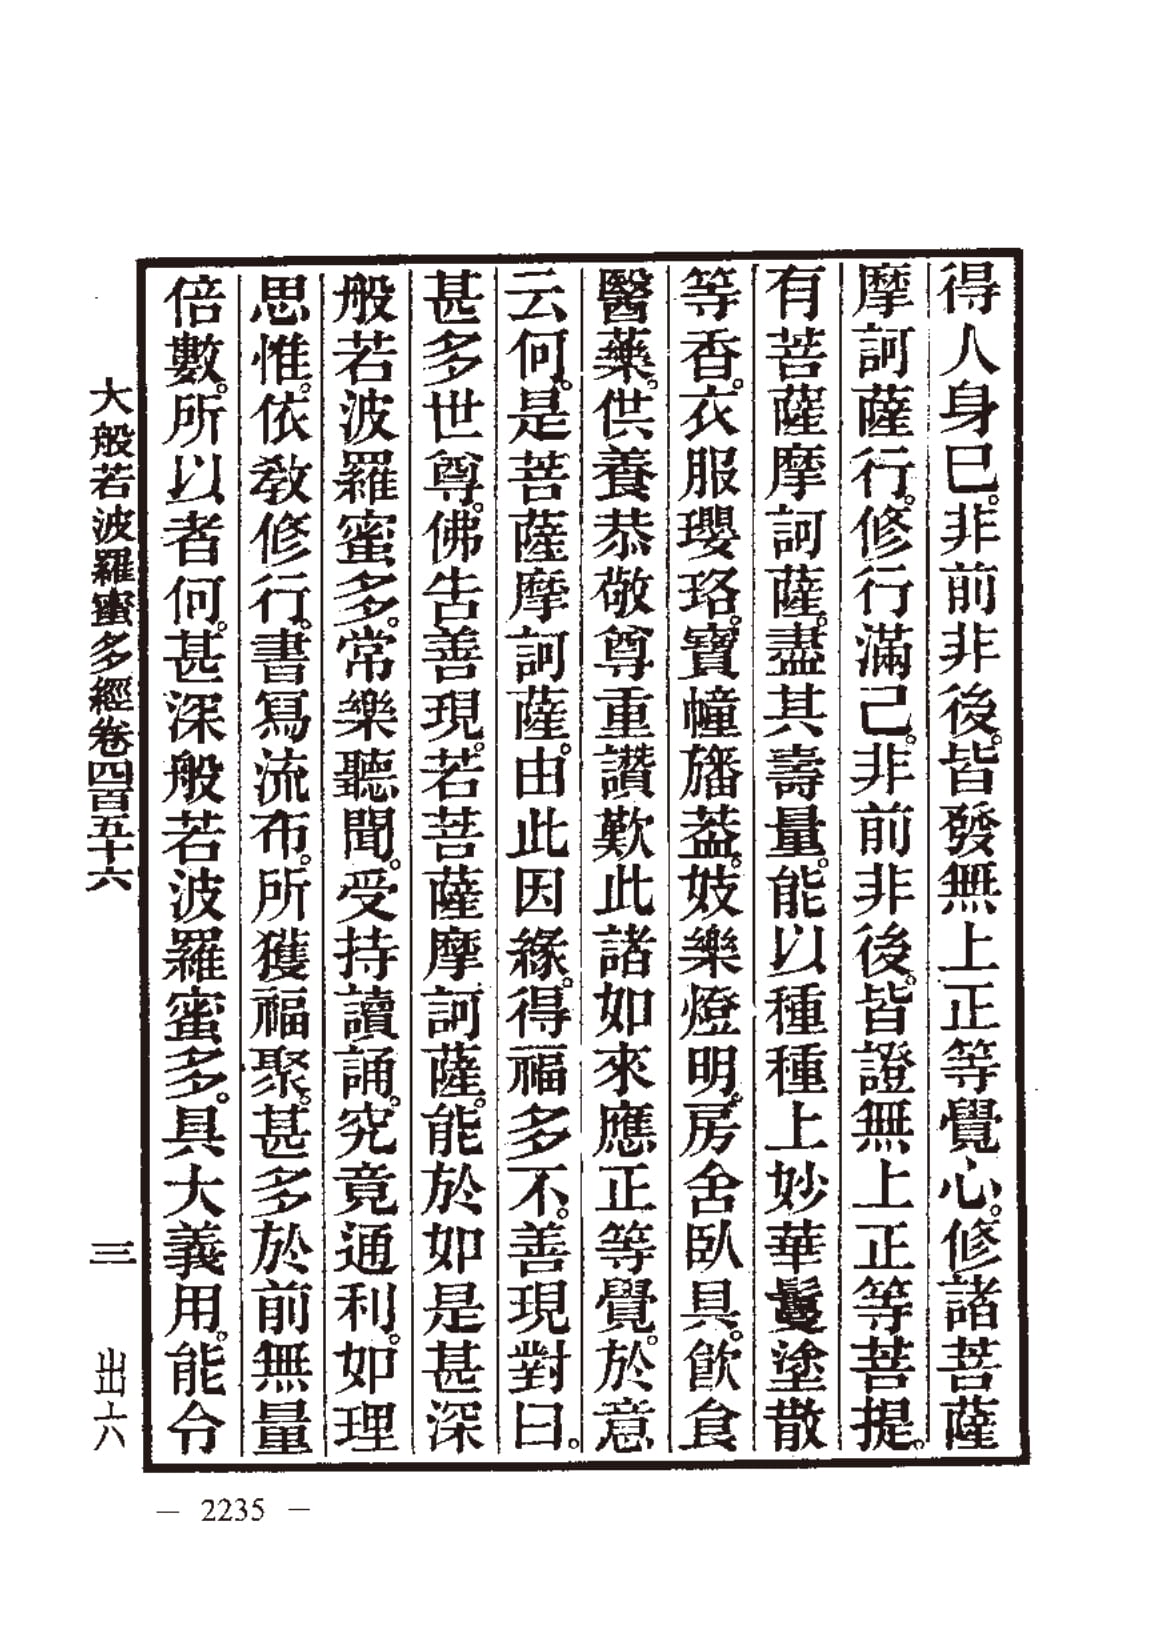 得人身已。非前非後。皆發無上正等覺心。修諸菩薩
摩訶薩行。修行滿已。非前非後。皆證無上正等菩提。
有菩薩摩訶薩。盡其壽量。能以種種上妙華鬘塗散
等香。衣服瓔珞。寶幢旛葢。妓樂燈明。房舍臥具。飲食
醫藥。供養恭敬尊重讚歎此諸如來應正等覺。於意
云何。是菩薩摩訶薩。由此因緣。得福多不。善現對曰。
甚多世尊。佛告善現。若菩薩摩訶薩。能於如是甚深
般若波羅蜜多。常樂聽聞。受持讀誦。究竟通利。如理
思惟。依教修行。書寫流布。所獲福聚。甚多於前無量
倍數。所以者何。甚深般若波羅蜜多。具大義用。能令
大般若波羅蜜多經卷四百五十六 三 出六
— 2235 —